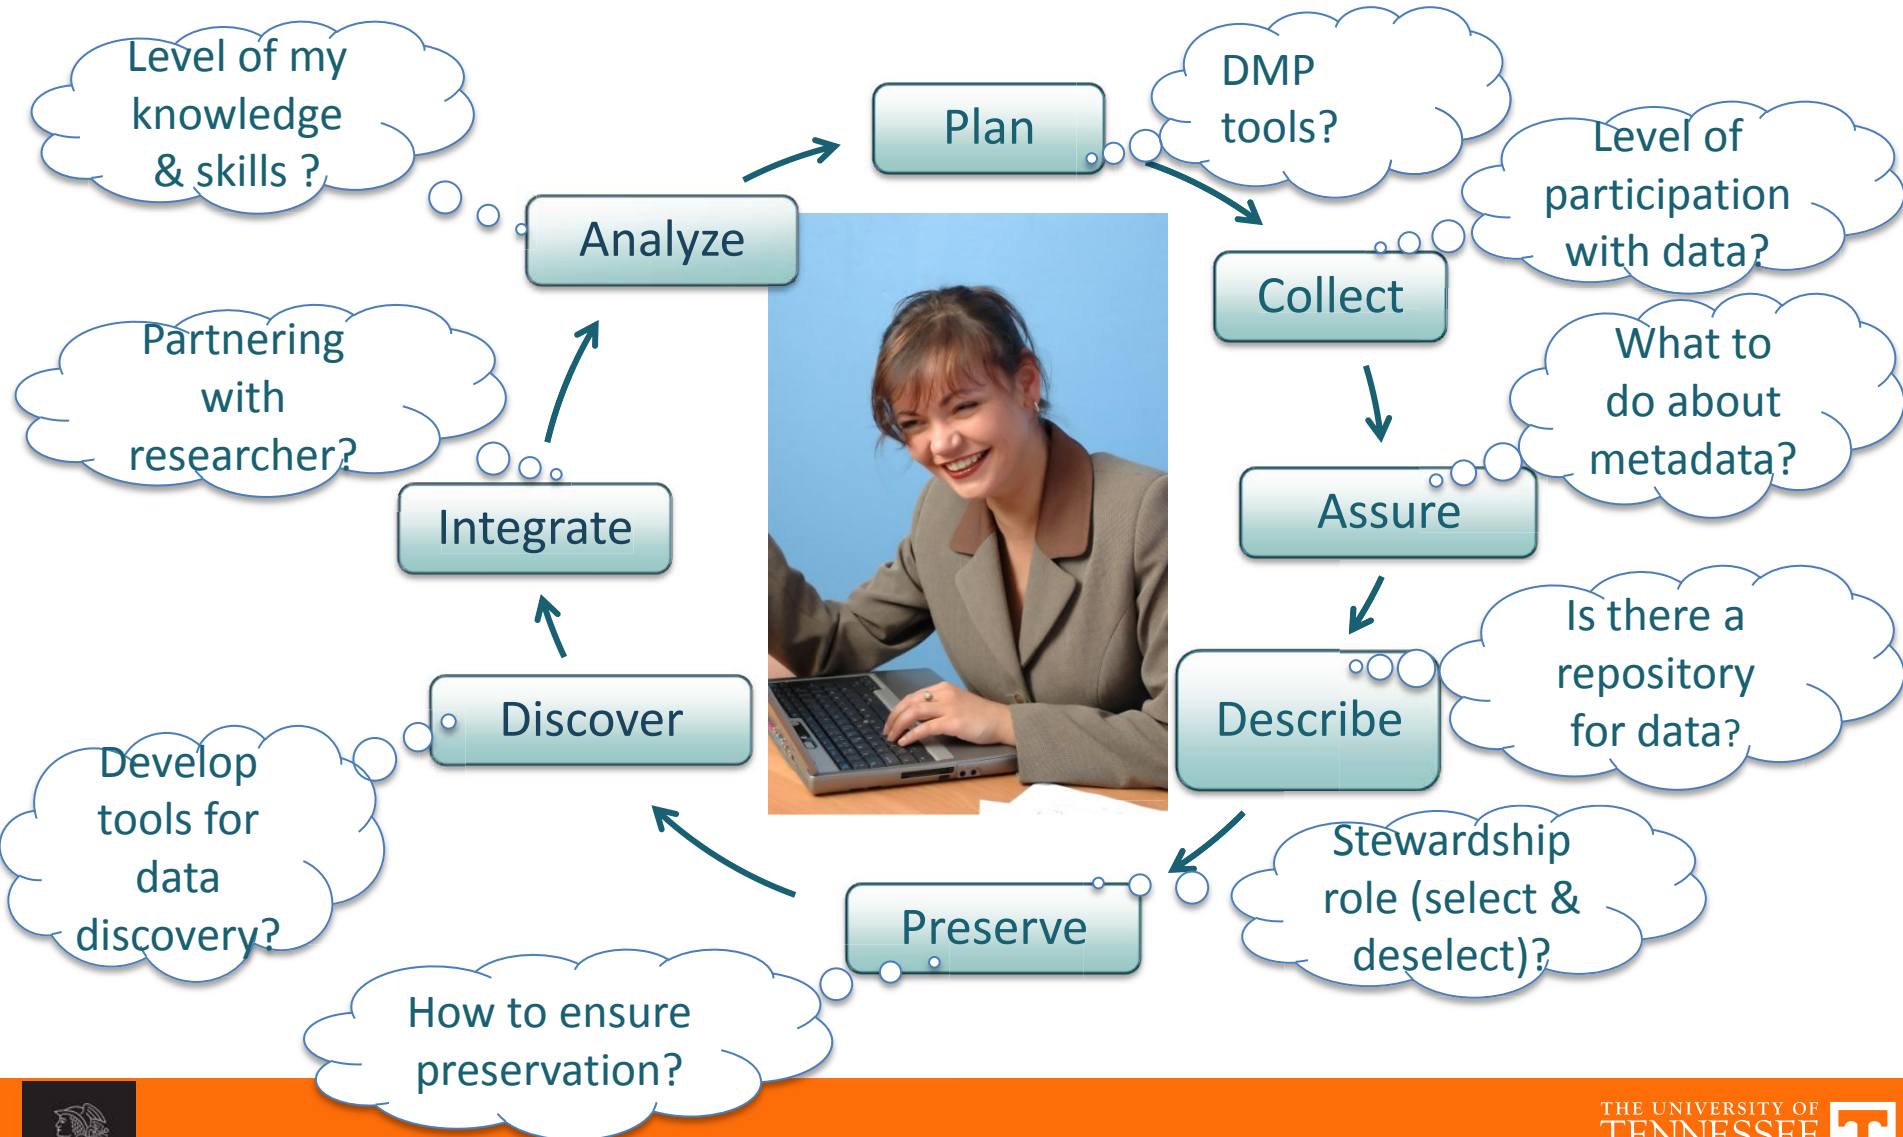 Level of my
knowledge
& skills ?
Plan
DMP
tools?
Level of
participation
with data?
Analyze
Collect
Partnering
with
researcher?
What to
do about
metadata?
Integrate
Assure
Is there a
repository
for data?
Discover
Describe
Develop
tools for
data
discovery?
Stewardship
role (select &
deselect)?
Preserve
How to ensure
preservation?
THE UNIVERSITY OF
TENNESSEE